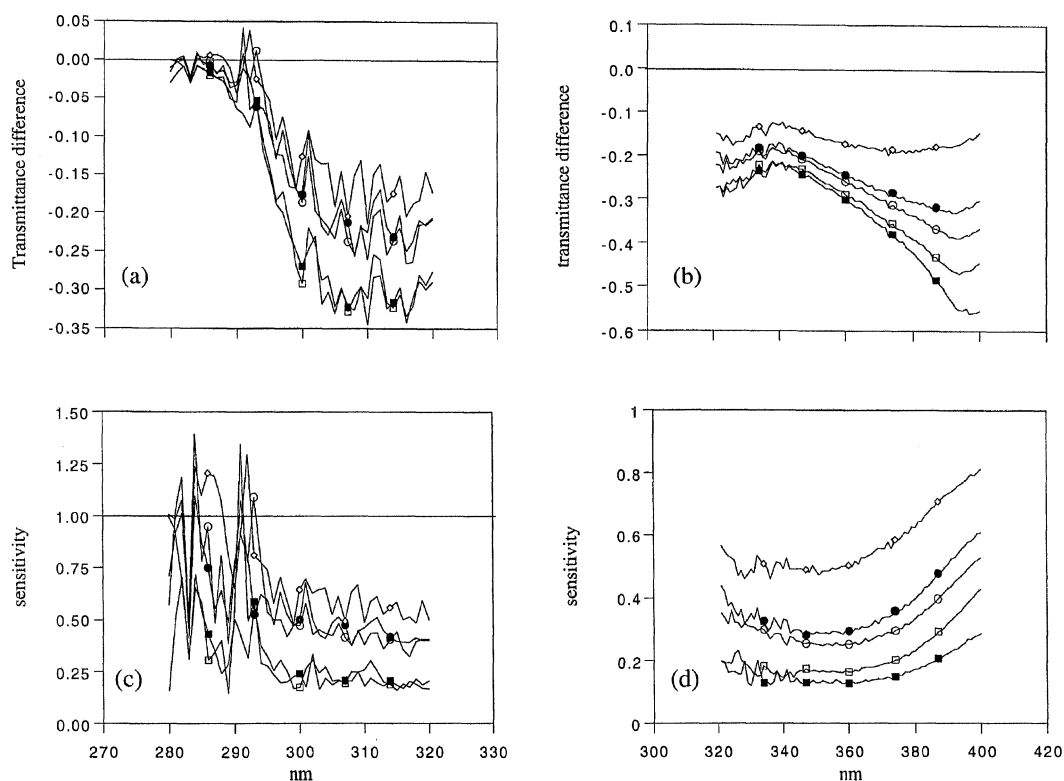 0.05
0.00
-0.05
-0.10
-0.15
-0.20
-0.25
-0.30
-0.35
Transmittance difference
(a)
0.1
0.0
-0.1
-0.2
-0.3
-0.4
-0.5
-0.6
transmittance difference
(b)
1.50
1.25
1.00
0.75
0.50
0.25
0.00
sensitivity
(c)
270 280 290 300 310 320 330
nm
1
0.8
0.6
0.4
0.2
0
sensitivity
(d)
300 320 340 360 380 400 420
nm